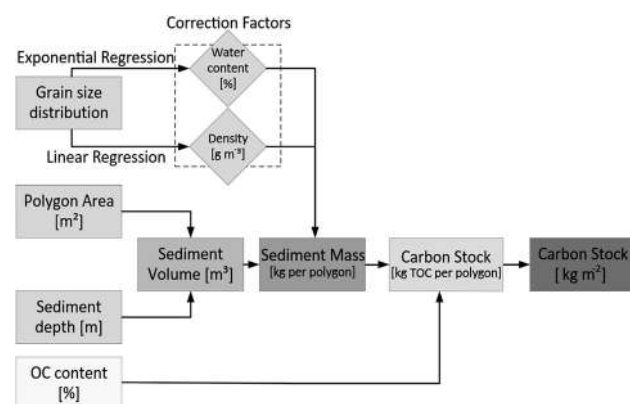 Correction Factors
Exponential Regression
Water
content
[%]
Grain size
distribution
Density
[g m⁻³]
Linear Regression
Polygon Area
[m²]
Sediment
Volume [m³]
Sediment Mass
[kg per polygon]
Carbon Stock
[kg TOC per polygon]
Carbon Stock
[ kg m⁻²]
Sediment
depth [m]
OC content
[%]